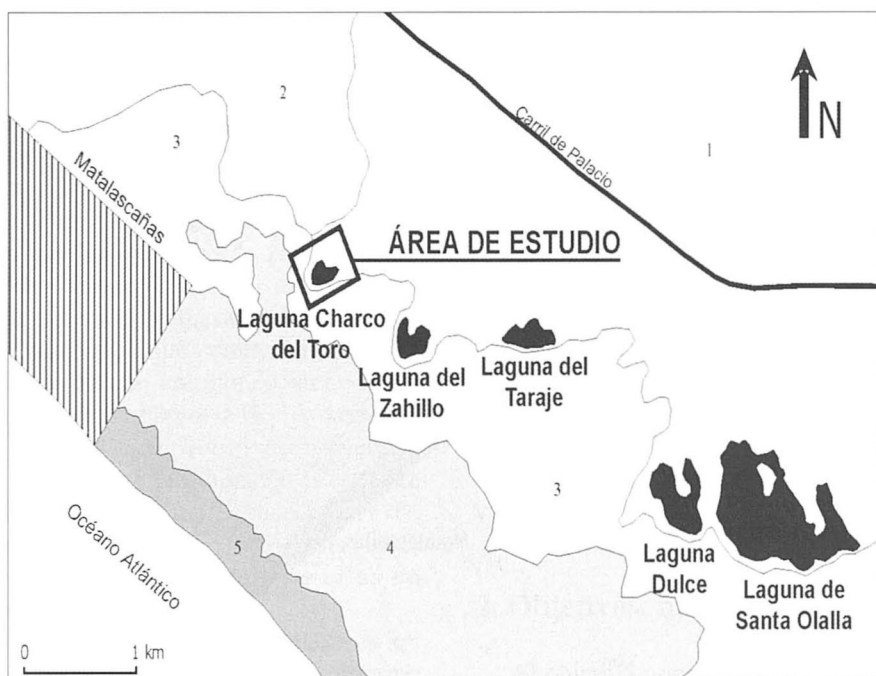 2
N
3
Matalascañas
Carril de Palacio
1
ÁREA DE ESTUDIO
Laguna Charco
del Toro
Laguna del
Zahillo
Laguna del
Taraje
3
Océano Atlántico
5
4
Laguna
Dulce
Laguna de
Santa Olalla
0
1 km